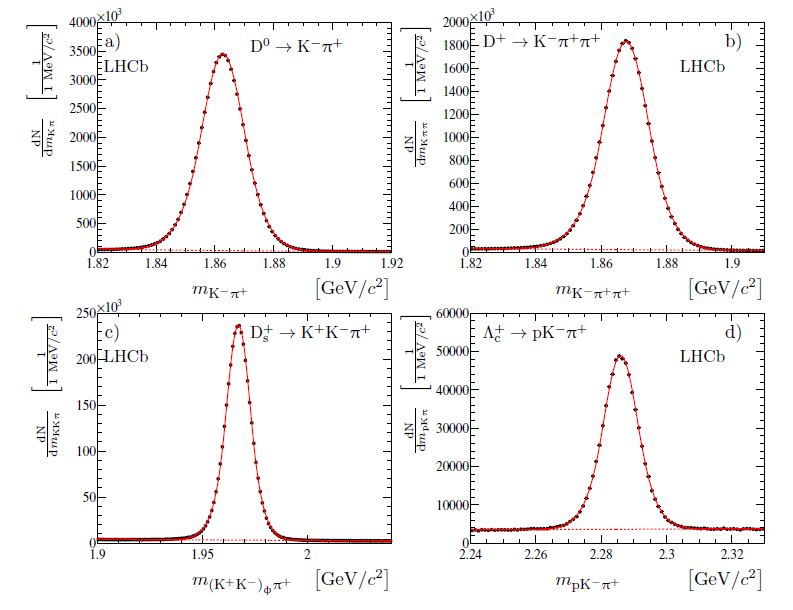 ×10³
a)
D⁰ → K⁻π⁺
LHCb
4000
3500
3000
2500
2000
1500
1000
500
0
dN/dm_{Kπ} [1/(1 MeV/c²)]
1.82 1.84 1.86 1.88 1.9 1.92
m_{K⁻π⁺} [GeV/c²]
×10³
D⁺ → K⁻π⁺π⁺
b)
LHCb
2000
1800
1600
1400
1200
1000
800
600
400
200
0
dN/dm_{Kππ} [1/(1 MeV/c²)]
1.82 1.84 1.86 1.88 1.9
m_{K⁻π⁺π⁺} [GeV/c²]
×10³
c)
D_s⁺ → K⁺K⁻π⁺
LHCb
250
200
150
100
50
0
dN/dm_{KKπ} [1/(1 MeV/c²)]
1.9 1.95 2
m_{(K⁺K⁻)_ϕπ⁺} [GeV/c²]
Λ_c⁺ → pK⁻π⁺
d)
LHCb
60000
50000
40000
30000
20000
10000
0
dN/dm_{pKπ} [1/(1 MeV/c²)]
2.24 2.26 2.28 2.3 2.32
m_{pK⁻π⁺} [GeV/c²]